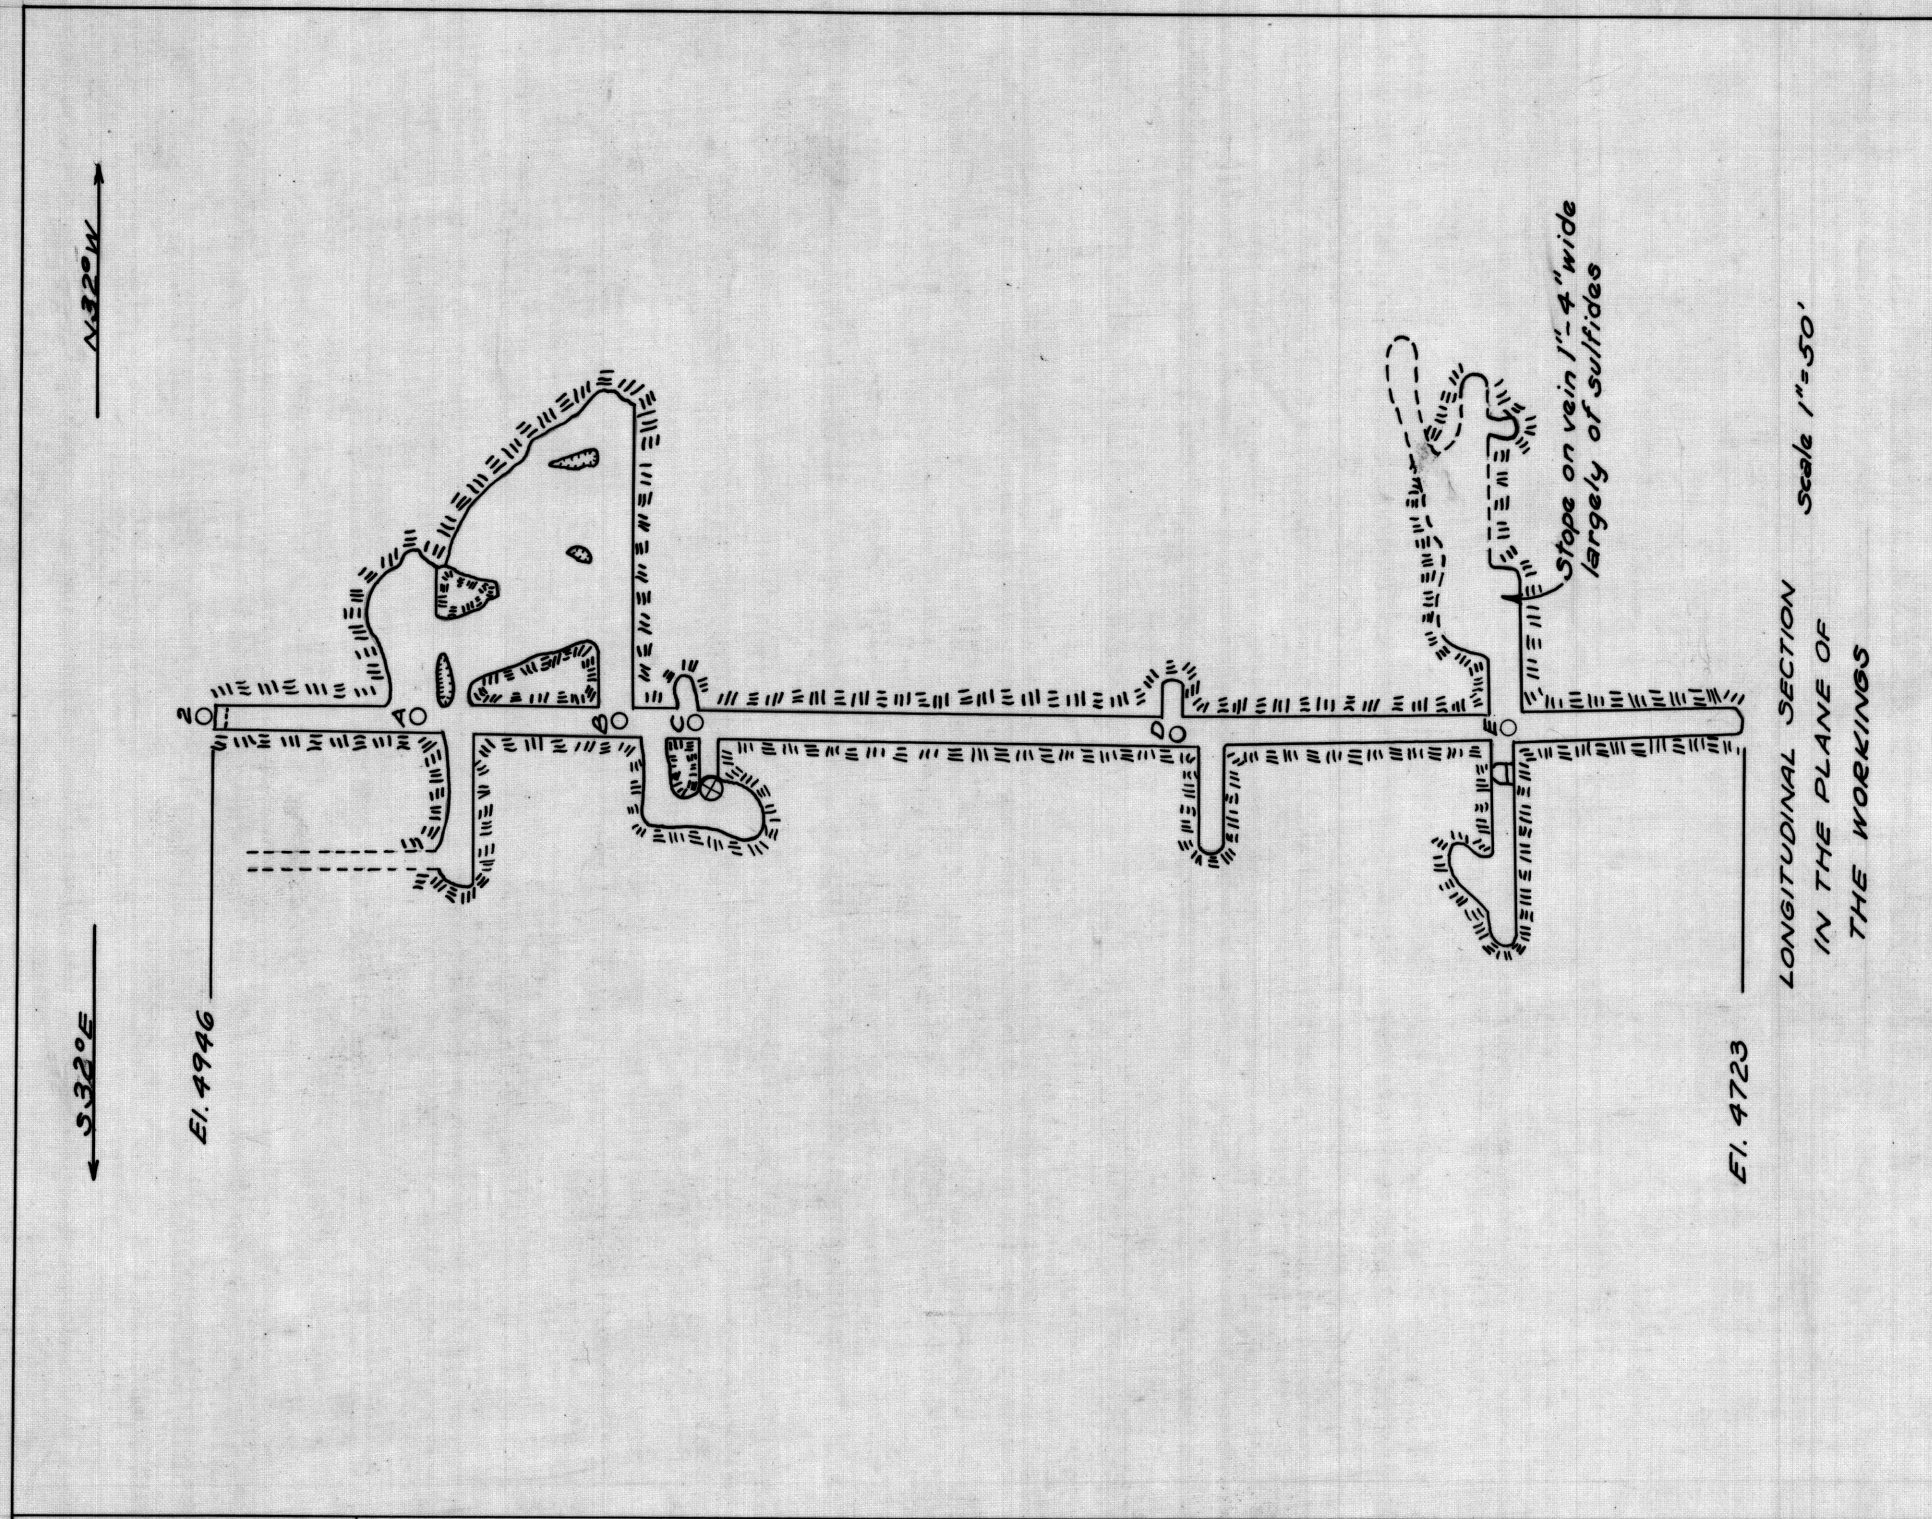 S32°E
N32°W
El. 4946
2
A
B
C
D
E
Stope on vein 1"-4" wide
largely of sulfides
El. 4723
LONGITUDINAL SECTION
IN THE PLANE OF
THE WORKINGS
Scale 1"=50'